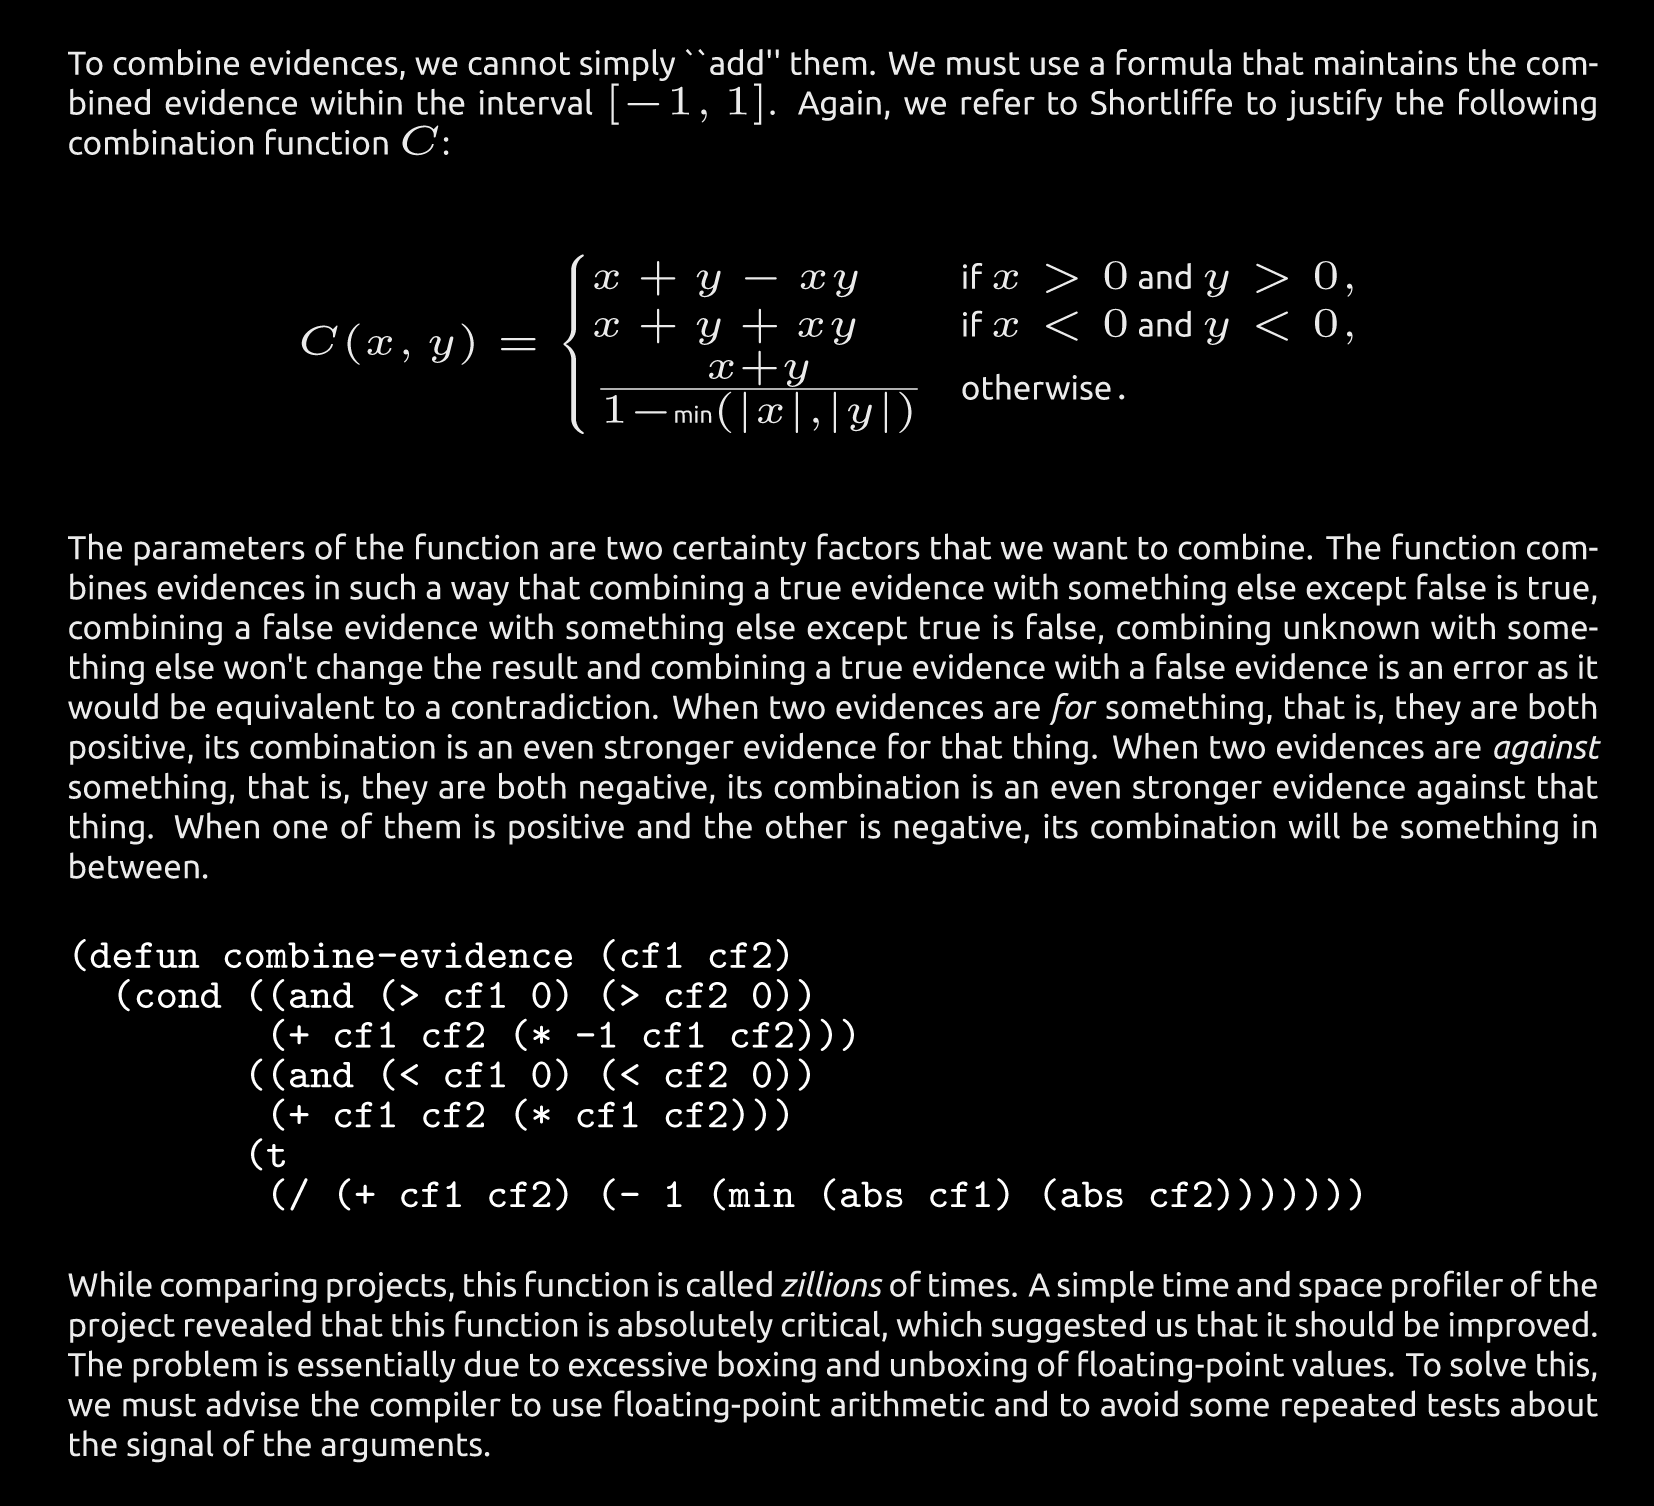 To combine evidences, we cannot simply ``add'' them. We must use a formula that maintains the com-
bined evidence within the interval [−1, 1]. Again, we refer to Shortliffe to justify the following
combination function C:
x + y − xy if x > 0 and y > 0,
x + y + xy if x < 0 and y < 0,
C(x, y) = {
x+y
1−min(|x|,|y|) otherwise.
The parameters of the function are two certainty factors that we want to combine. The function com-
bines evidences in such a way that combining a true evidence with something else except false is true,
combining a false evidence with something else except true is false, combining unknown with some-
thing else won't change the result and combining a true evidence with a false evidence is an error as it
would be equivalent to a contradiction. When two evidences are for something, that is, they are both
positive, its combination is an even stronger evidence for that thing. When two evidences are against
something, that is, they are both negative, its combination is an even stronger evidence against that
thing. When one of them is positive and the other is negative, its combination will be something in
between.
(defun combine-evidence (cf1 cf2)
  (cond ((and (> cf1 0) (> cf2 0))
         (+ cf1 cf2 (* -1 cf1 cf2)))
        ((and (< cf1 0) (< cf2 0))
         (+ cf1 cf2 (* cf1 cf2)))
        (t
         (/ (+ cf1 cf2) (- 1 (min (abs cf1) (abs cf2)))))))
While comparing projects, this function is called zillions of times. A simple time and space profiler of the
project revealed that this function is absolutely critical, which suggested us that it should be improved.
The problem is essentially due to excessive boxing and unboxing of floating-point values. To solve this,
we must advise the compiler to use floating-point arithmetic and to avoid some repeated tests about
the signal of the arguments.